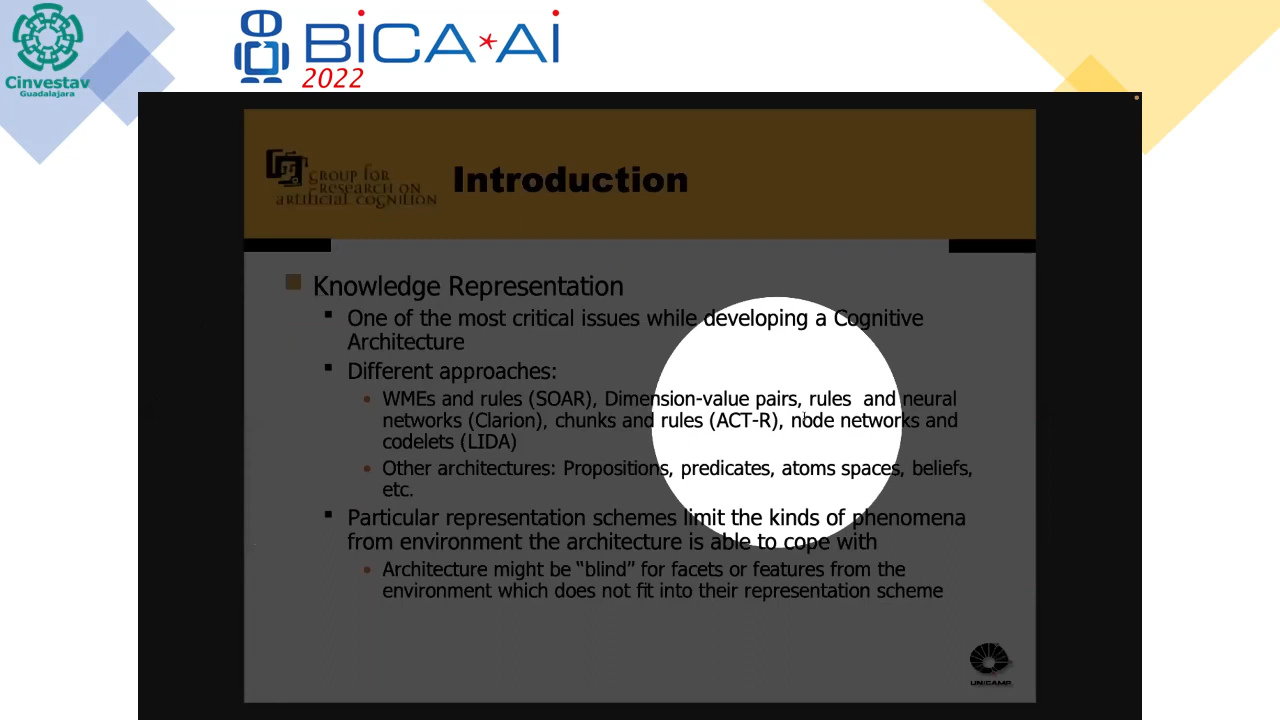 Cinvestav
Guadalajara
BiCA*Ai
2022
GROUP FOR
RESEARCH ON
ARTIFICIAL COGNITION
Introduction
Knowledge Representation
One of the most critical issues while developing a Cognitive
Architecture
Different approaches:
WMEs and rules (SOAR), Dimension-value pairs, rules and neural
networks (Clarion), chunks and rules (ACT-R), node networks and
codelets (LIDA)
Other architectures: Propositions, predicates, atoms spaces, beliefs,
etc.
Particular representation schemes limit the kinds of phenomena
from environment the architecture is able to cope with
Architecture might be “blind” for facets or features from the
environment which does not fit into their representation scheme
UNICAMP